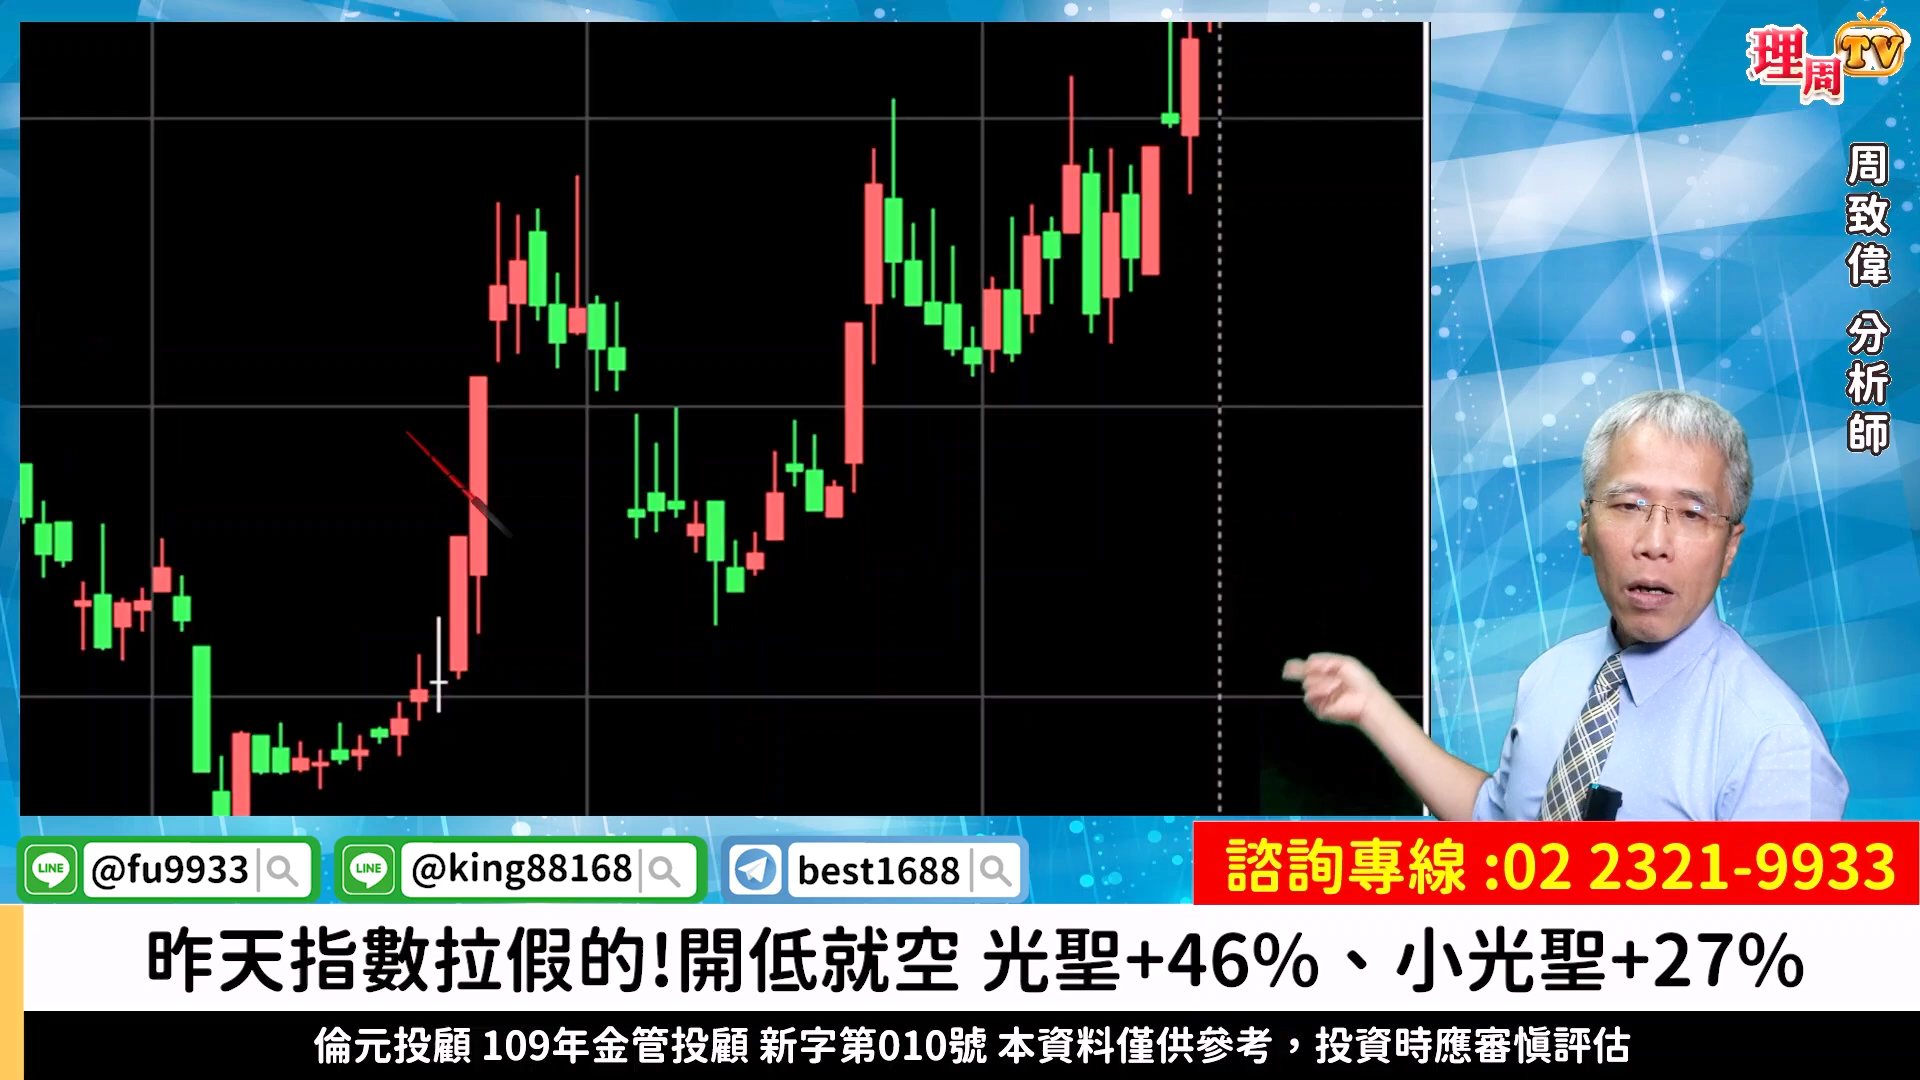 理周TV
周致偉 分析師
LINE @fu9933
LINE @king88168
best1688
諮詢專線 :02 2321-9933
昨天指數拉假的!開低就空 光聖+46%、小光聖+27%
倫元投顧 109年金管投顧 新字第010號 本資料僅供參考，投資時應審慎評估